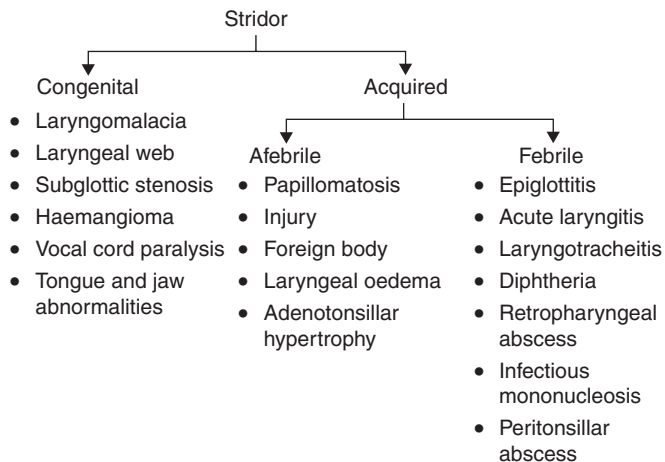 Stridor
Congenital
• Laryngomalacia
• Laryngeal web
• Subglottic stenosis
• Haemangioma
• Vocal cord paralysis
• Tongue and jaw
abnormalities
Acquired
Afebrile
• Papillomatosis
• Injury
• Foreign body
• Laryngeal oedema
• Adenotonsillar
hypertrophy
Febrile
• Epiglottitis
• Acute laryngitis
• Laryngotracheitis
• Diphtheria
• Retropharyngeal
abscess
• Infectious
mononucleosis
• Peritonsillar
abscess